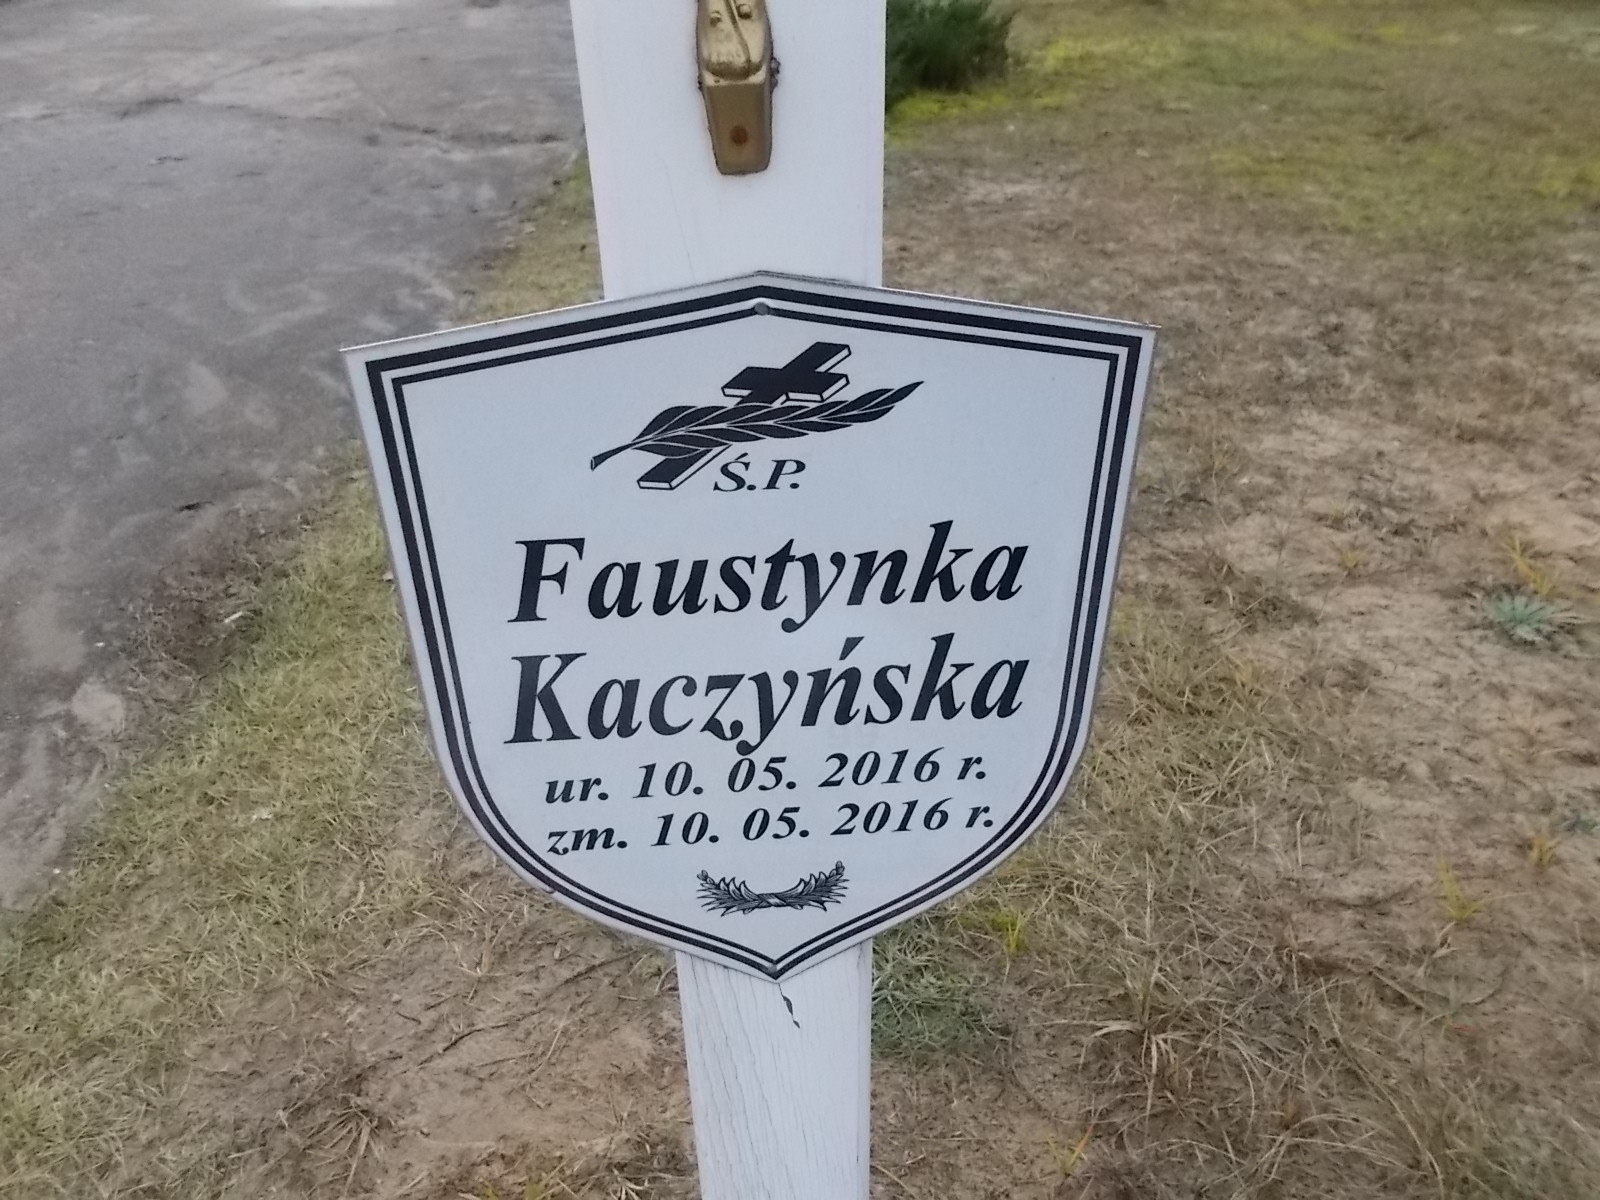 Ś.P.
Faustynka
Kaczyńska
ur. 10. 05. 2016 r.
zm. 10. 05. 2016 r.